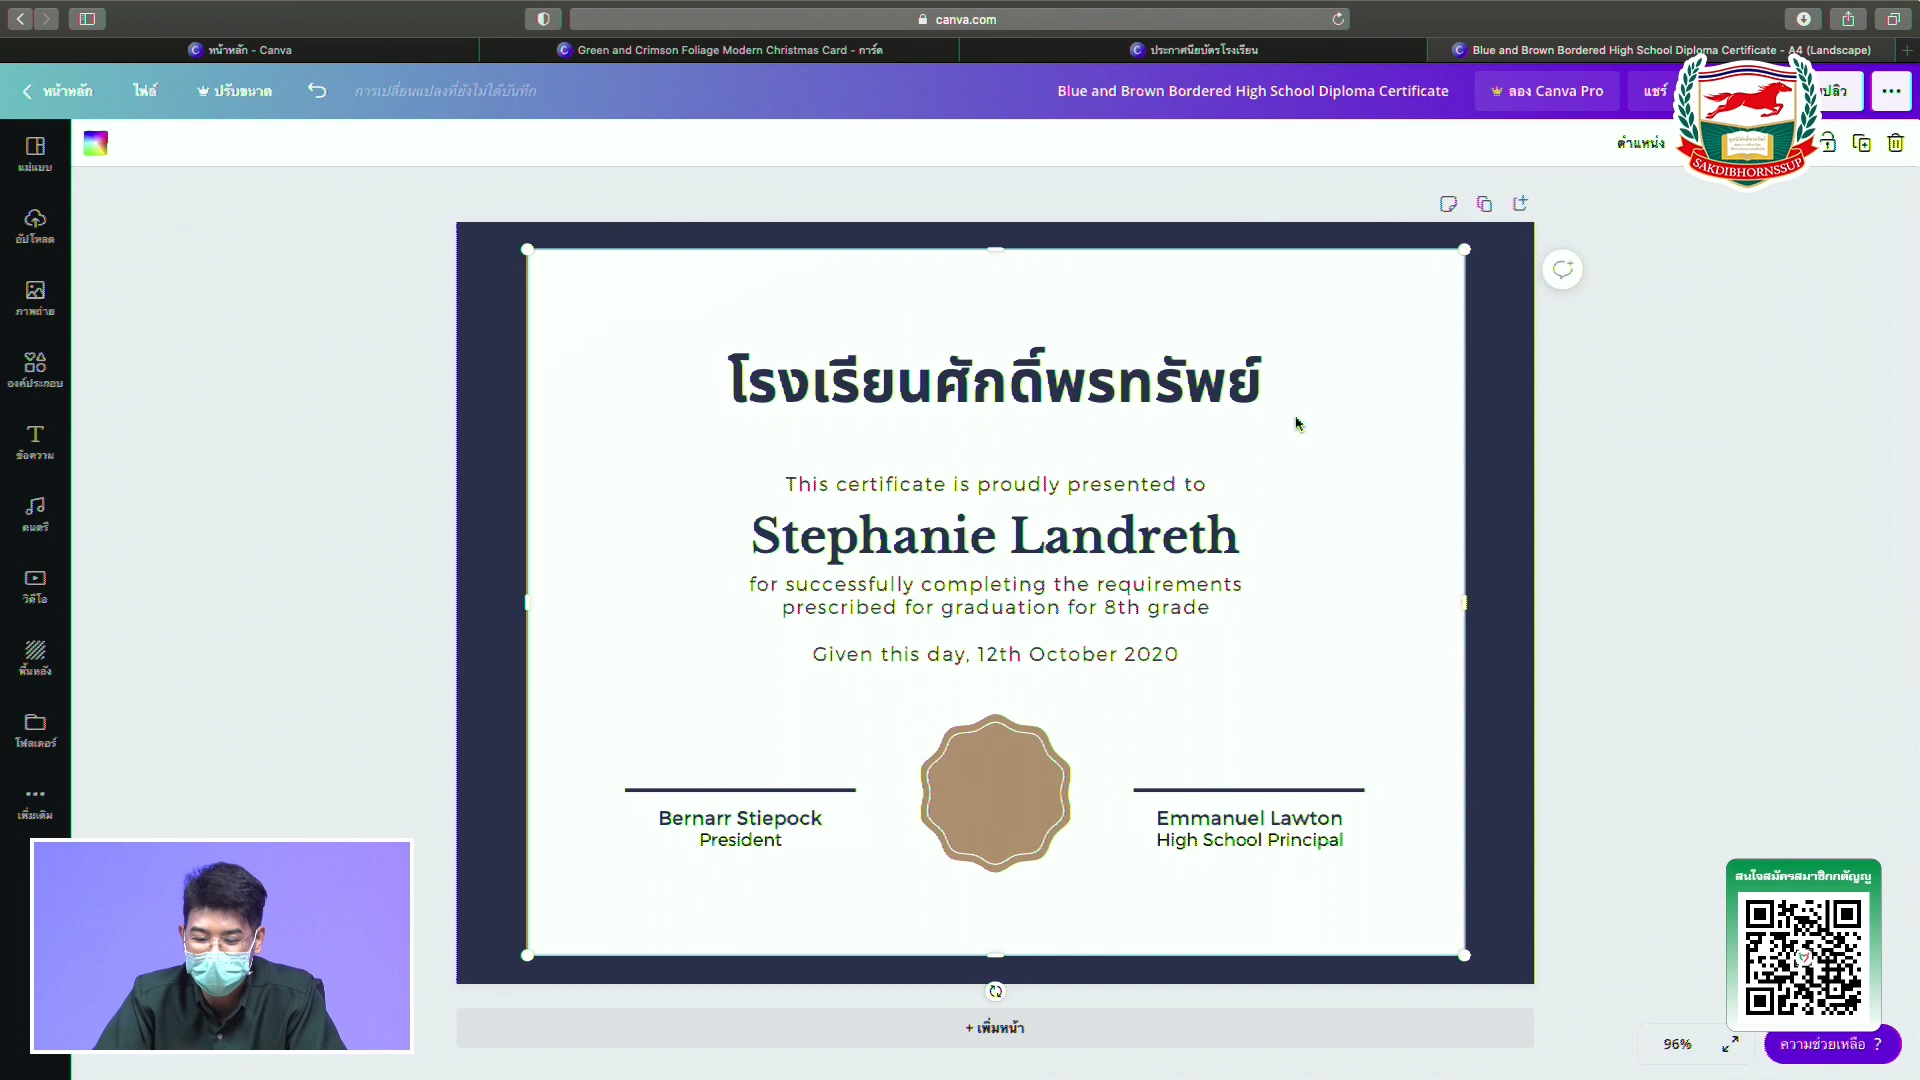 canva.com
หน้าหลัก - Canva
Green and Crimson Foliage Modern Christmas Card - การ์ด
ประกาศนียบัตรโรงเรียน
Blue and Brown Bordered High School Diploma Certificate - A4 (Landscape)
หน้าหลัก
ไฟล์
ปรับขนาด
การเปลี่ยนแปลงที่ยังไม่ได้บันทึก
Blue and Brown Bordered High School Diploma Certificate
ลอง Canva Pro
แชร์
ตำแหน่ง
SAKDIBHORNSSUP
แม่แบบ
อัปโหลด
ภาพถ่าย
องค์ประกอบ
ข้อความ
ดนตรี
วิดีโอ
พื้นหลัง
โฟลเดอร์
เพิ่มเติม
โรงเรียนศักดิ์พรทรัพย์
This certificate is proudly presented to
Stephanie Landreth
for successfully completing the requirements
prescribed for graduation for 8th grade
Given this day, 12th October 2020
Bernarr Stiepock
President
Emmanuel Lawton
High School Principal
+ เพิ่มหน้า
สนใจสมัครสมาชิกกตัญญู
96%
ความช่วยเหลือ ?